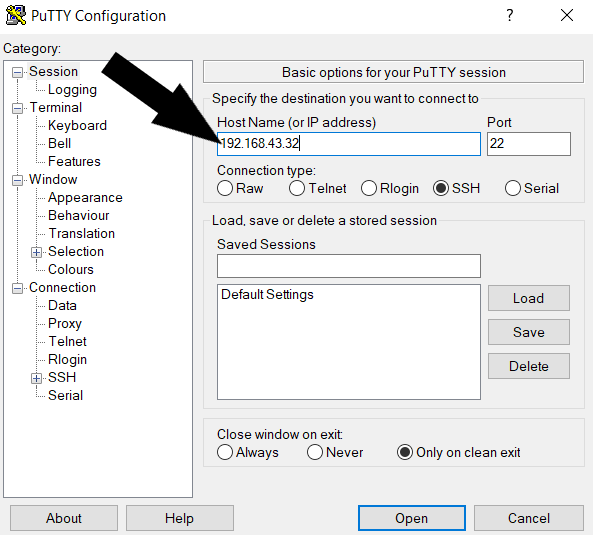 PuTTY Configuration
?
Category:
Session
Logging
Terminal
Keyboard
Bell
Features
Window
Appearance
Behaviour
Translation
Selection
Colours
Connection
Data
Proxy
Telnet
Rlogin
SSH
Serial
Basic options for your PuTTY session
Specify the destination you want to connect to
Host Name (or IP address) Port
192.168.43.32 22
Connection type:
Raw Telnet Rlogin SSH Serial
Load, save or delete a stored session
Saved Sessions
Default Settings
Load
Save
Delete
Close window on exit:
Always Never Only on clean exit
About Help Open Cancel